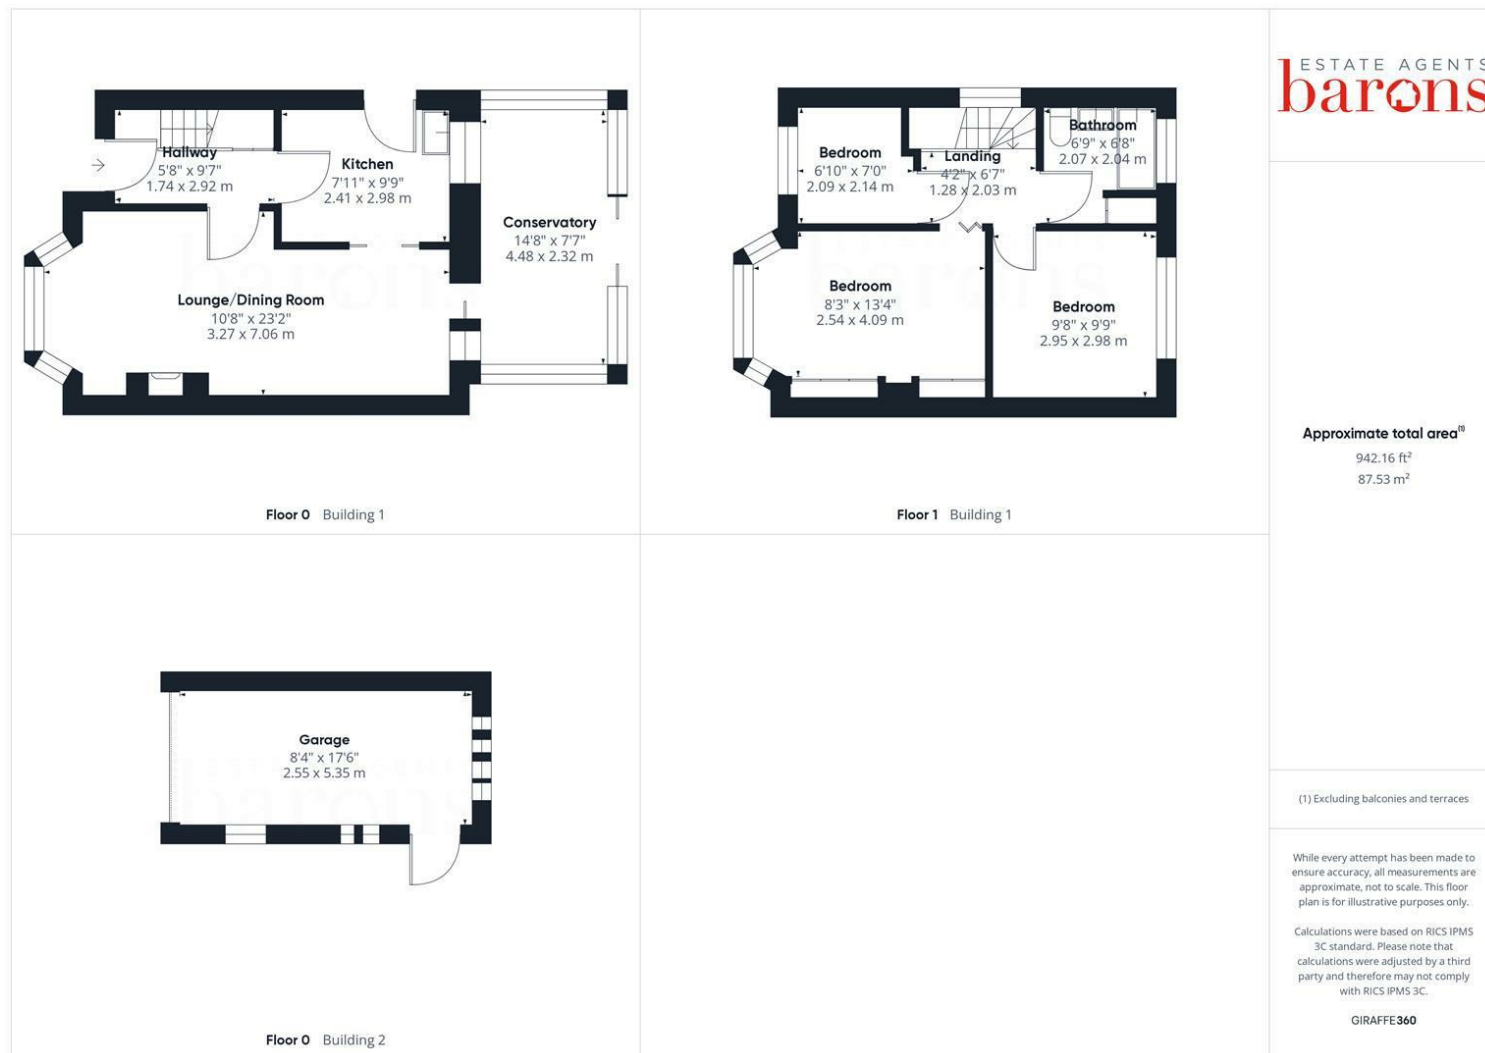 Hallway
5'8" x 9'7"
1.74 x 2.92 m
Kitchen
7'11" x 9'9"
2.41 x 2.98 m
Conservatory
14'8" x 7'7"
4.48 x 2.32 m
Lounge/Dining Room
10'8" x 23'2"
3.27 x 7.06 m
Floor 0 Building 1
Bedroom
6'10" x 7'0"
2.09 x 2.14 m
Landing
4'2" x 6'7"
1.28 x 2.03 m
Bathroom
6'9" x 6'8"
2.07 x 2.04 m
Bedroom
8'3" x 13'4"
2.54 x 4.09 m
Bedroom
9'8" x 9'9"
2.95 x 2.98 m
Floor 1 Building 1
Garage
8'4" x 17'6"
2.55 x 5.35 m
Floor 0 Building 2
ESTATE AGENTS
barons
Approximate total area(1)
942.16 ft²
87.53 m²
(1) Excluding balconies and terraces
While every attempt has been made to
ensure accuracy, all measurements are
approximate, not to scale. This floor
plan is for illustrative purposes only.
Calculations were based on RICS IPMS
3C standard. Please note that
calculations were adjusted by a third
party and therefore may not comply
with RICS IPMS 3C.
GIRAFFE360